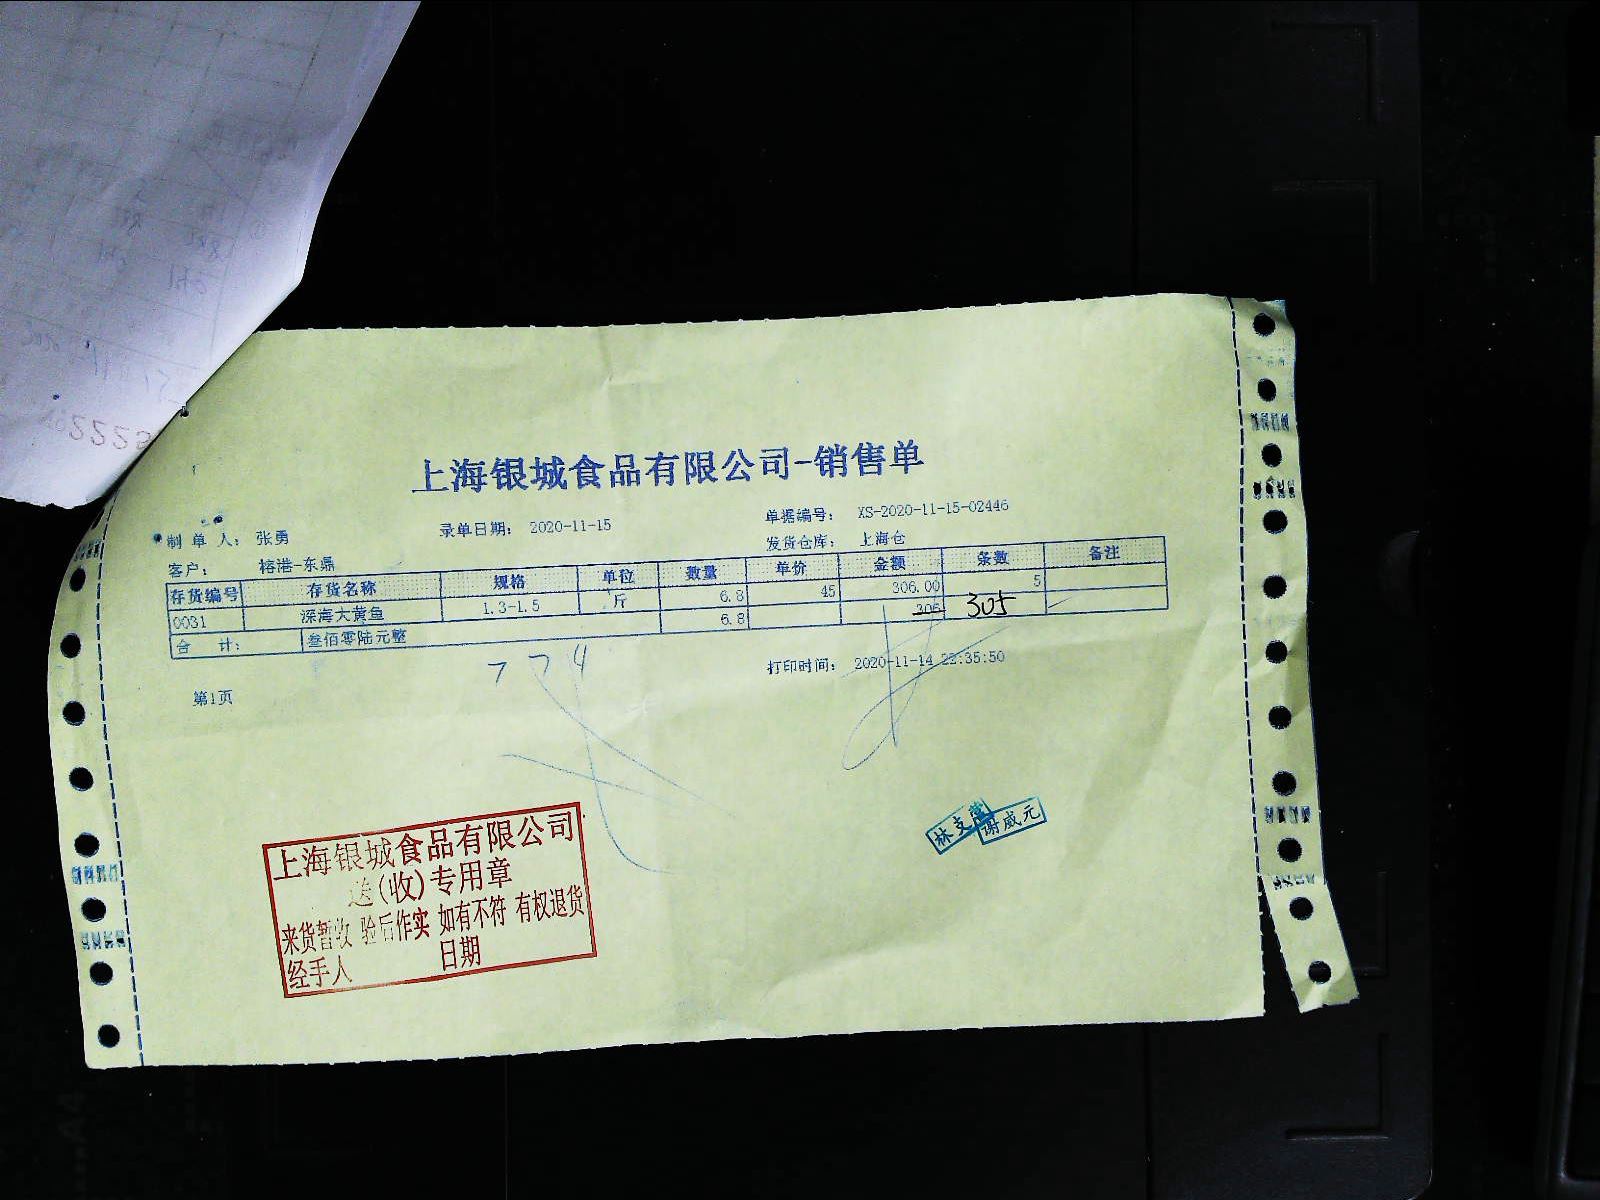 上海银城食品有限公司-销售单
制 单 人： 张勇 录单日期： 2020-11-15 单据编号： XS-2020-11-15-02446
客户： 榕港-东鼎 发货仓库： 上海仓
存货编号 存货名称 规格 单位 数量 单价 金额 条数 备注
0031 深海大黄鱼 1.3-1.5 斤 6.8 45 306.00 5
合 计： 叁佰零陆元整 6.8 306 305
打印时间： 2020-11-14 22:35:50
第1页
774
上海银城食品有限公司
送(收)专用章
来货暂收 验后作实 如有不符 有权退货
经手人 日期
谢威元